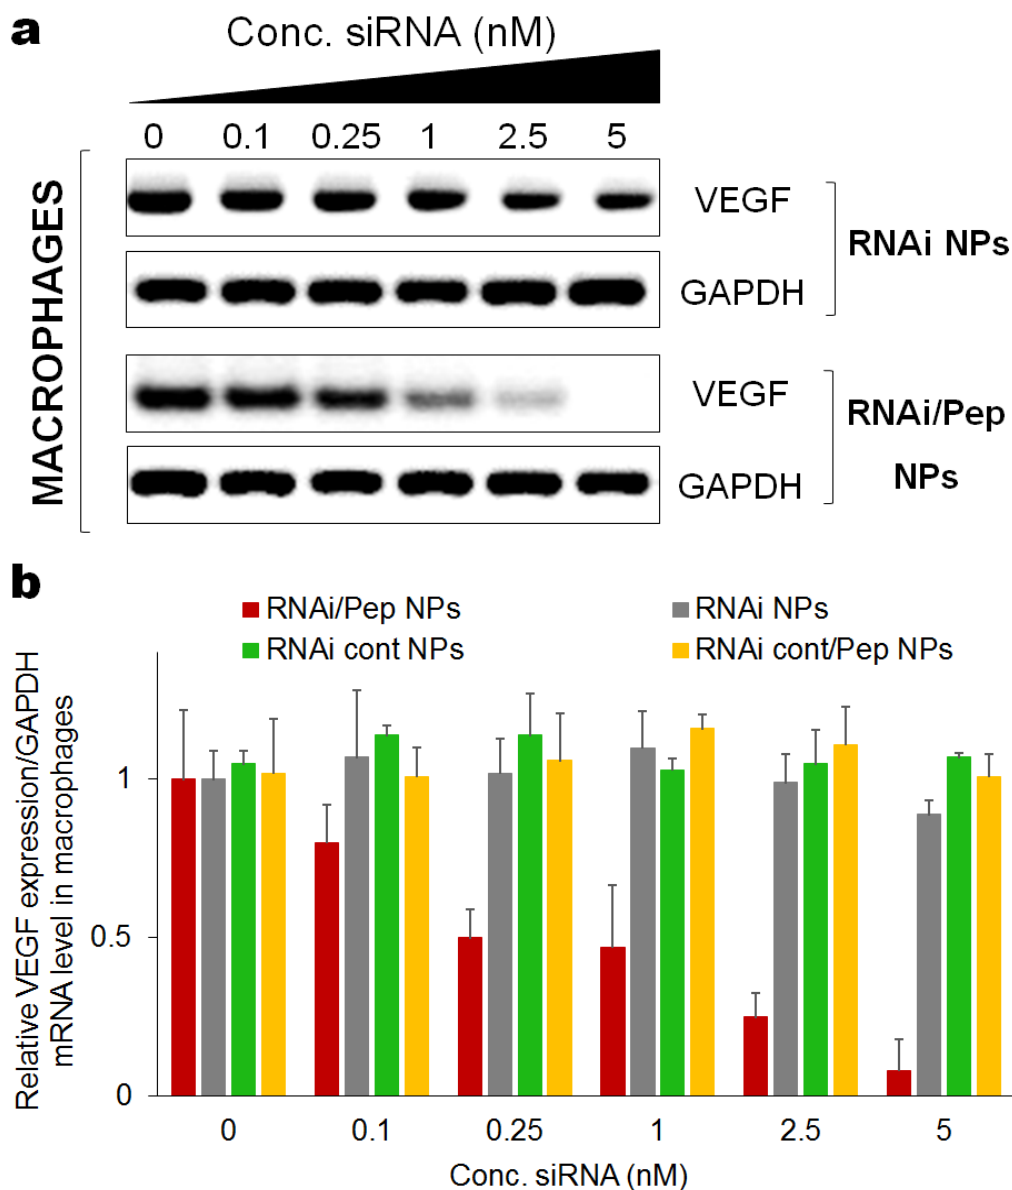 a
Conc. siRNA (nM)
0 0.1 0.25 1 2.5 5
MACROPHAGES
VEGF
GAPDH
RNAi NPs
VEGF
GAPDH
RNAi/Pep
NPs
b
RNAi/Pep NPs
RNAi NPs
RNAi cont NPs
RNAi cont/Pep NPs
Relative VEGF expression/GAPDH
mRNA level in macrophages
1
0.5
0
0 0.1 0.25 1 2.5 5
Conc. siRNA (nM)